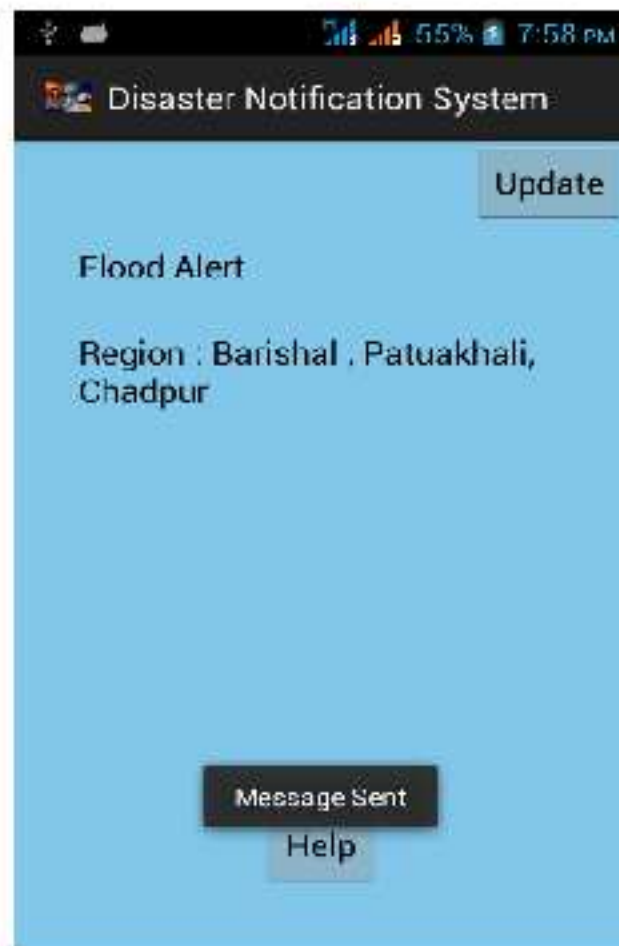 55% 7:58 PM
Disaster Notification System
Update
Flood Alert
Region : Barishal , Patuakhali,
Chadpur
Message Sent
Help